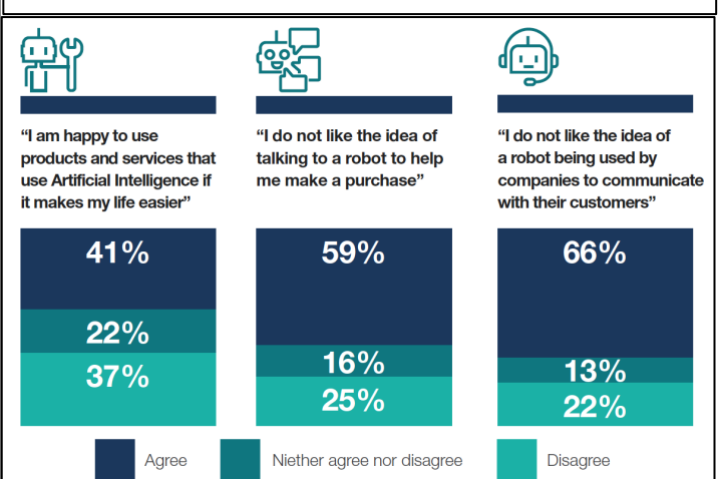 “I am happy to use
products and services that
use Artificial Intelligence if
it makes my life easier”
41%
22%
37%
“I do not like the idea of
talking to a robot to help
me make a purchase”
59%
16%
25%
“I do not like the idea of
a robot being used by
companies to communicate
with their customers”
66%
13%
22%
Agree
Niether agree nor disagree
Disagree